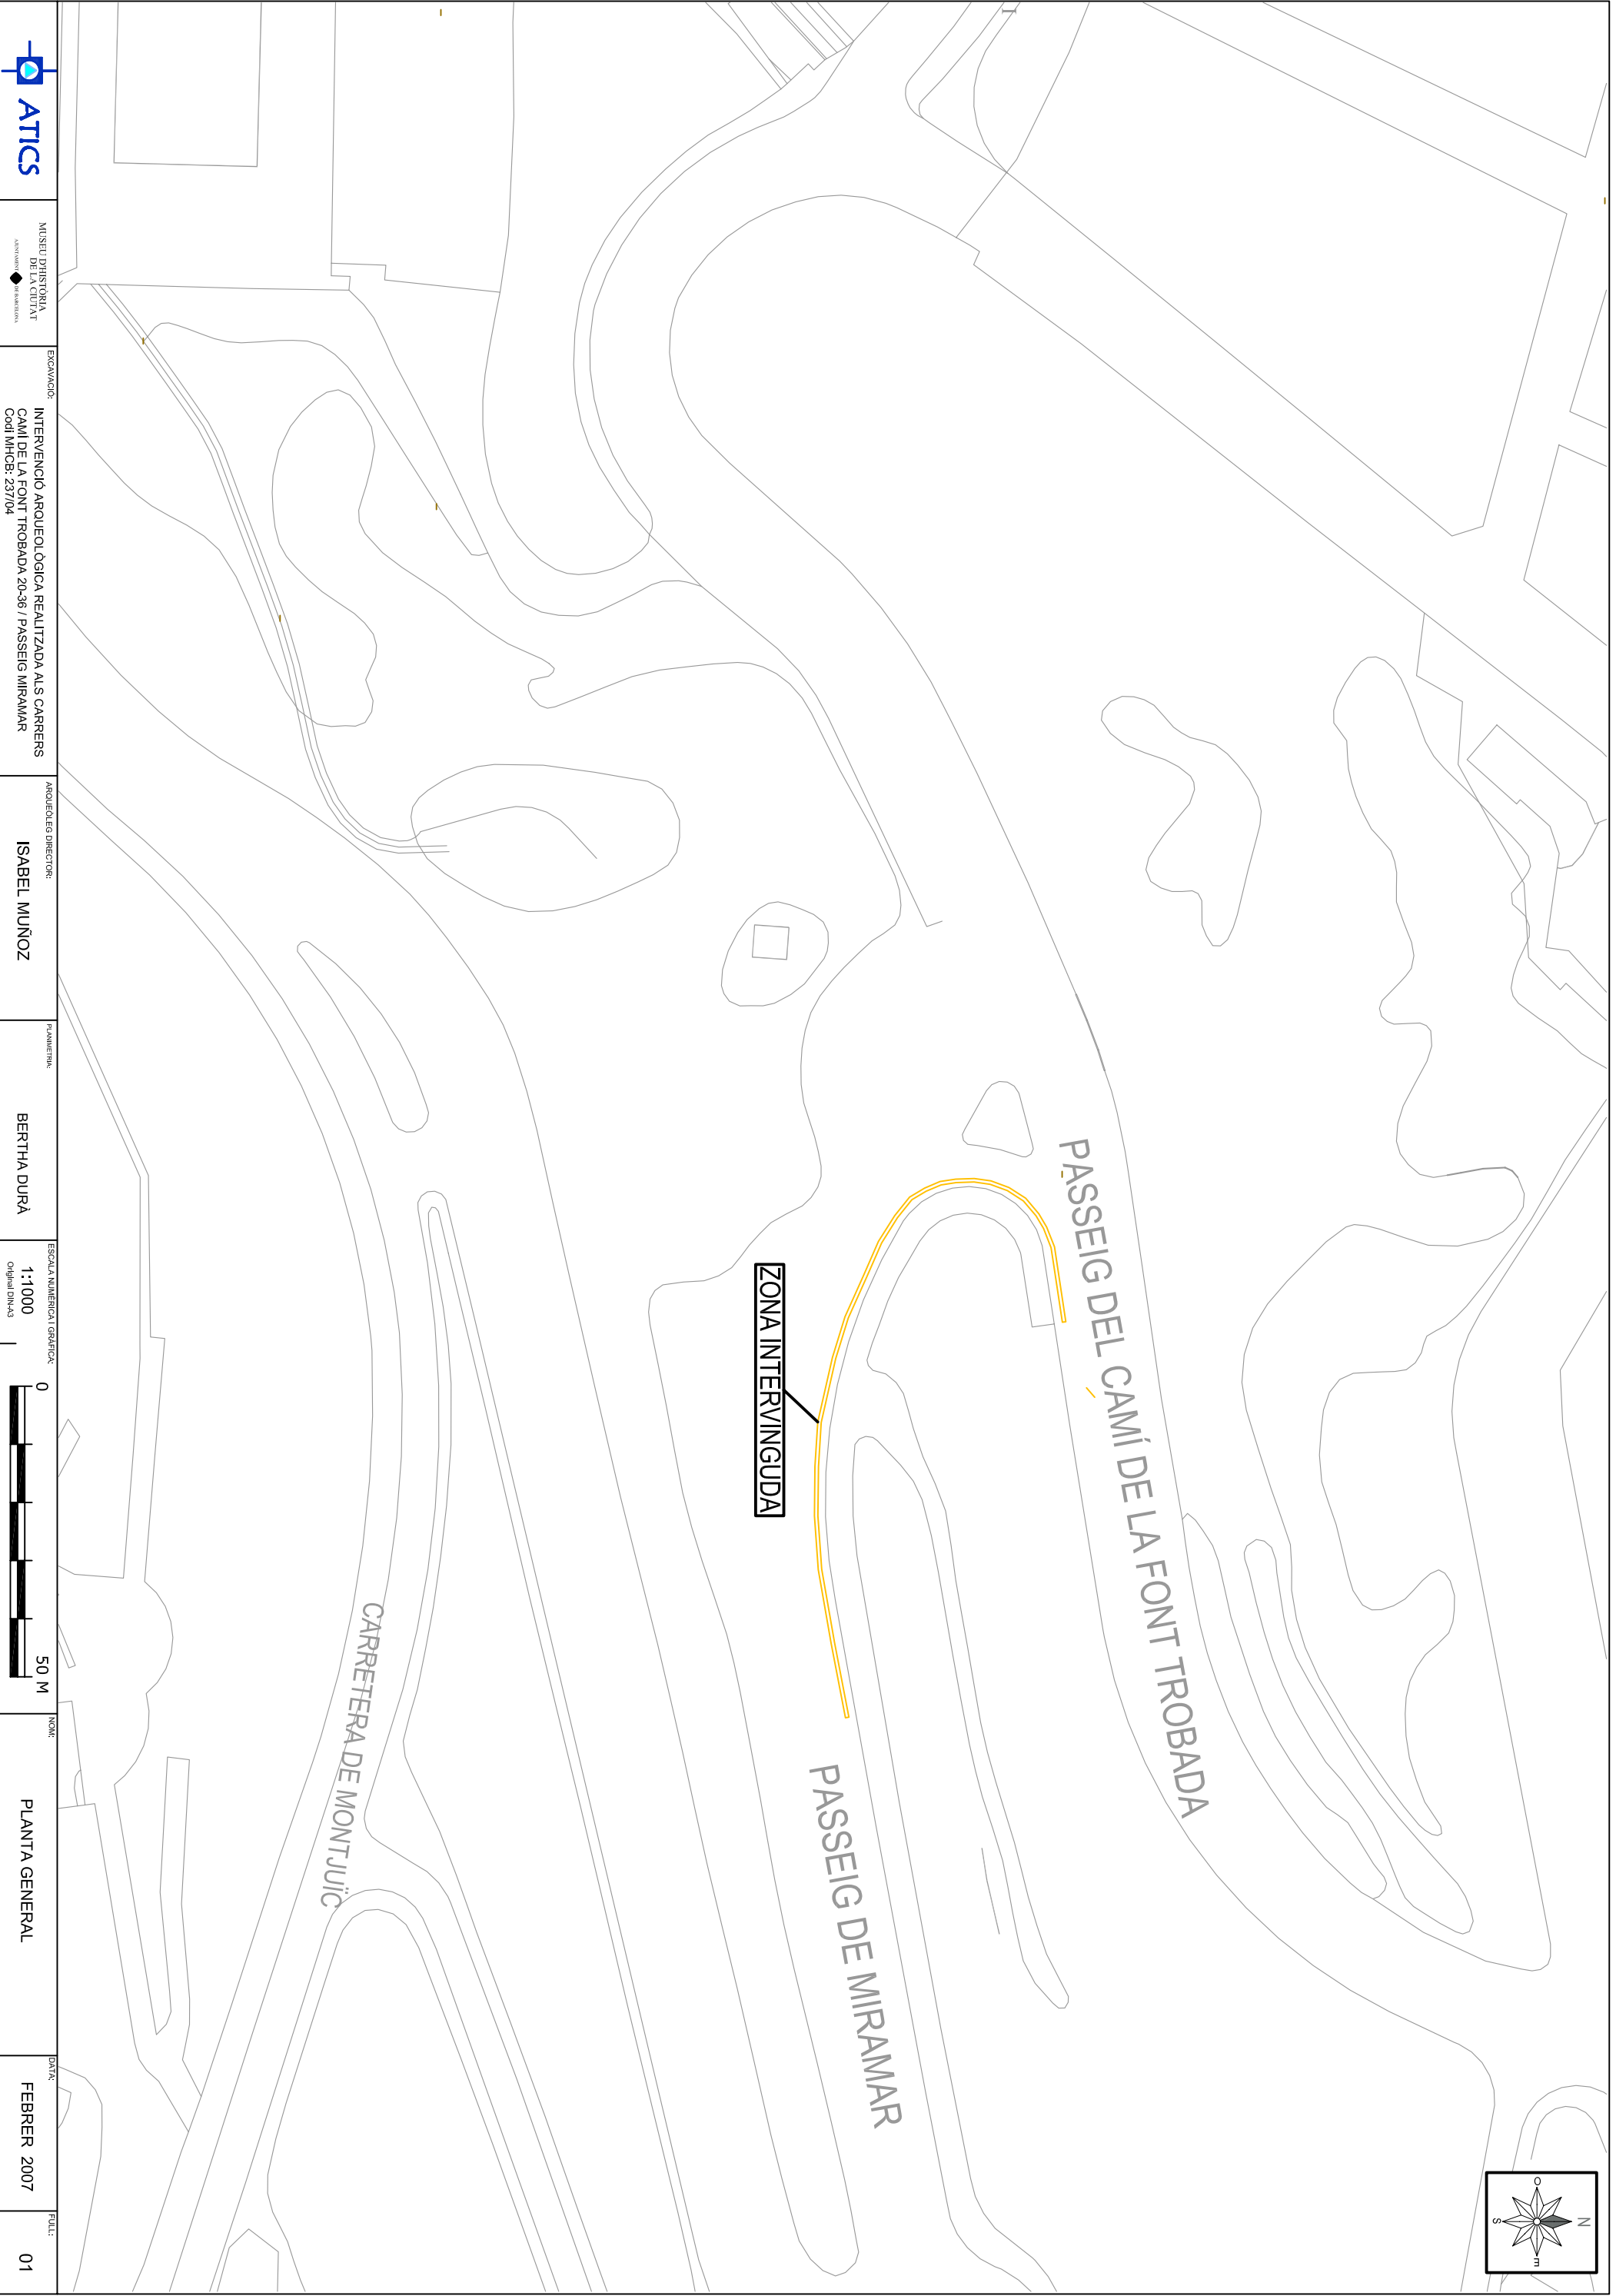 PASSEIG DEL CAMÍ DE LA FONT TROBADA
ZONA INTERVINGUDA
PASSEIG DE MIRAMAR
CARRETERA DE MONTJUÏC
N
O
E
S
ATICS
MUSEU D'HISTÒRIA
DE LA CIUTAT
AJUNTAMENT DE BARCELONA
EXCAVACIÓ:
INTERVENCIÓ ARQUEOLÒGICA REALITZADA ALS CARRERS
CAMÍ DE LA FONT TROBADA 20-36 / PASSEIG MIRAMAR
Codi MHCB: 237/04
ARQUEÒLEG DIRECTOR:
ISABEL MUÑOZ
PLANIMETRIA:
BERTHA DURÀ
ESCALA NUMÈRICA I GRÀFICA:
1:1000
Original DIN-A3
0
50 M
NOM:
PLANTA GENERAL
DATA:
FEBRER 2007
FULL:
01